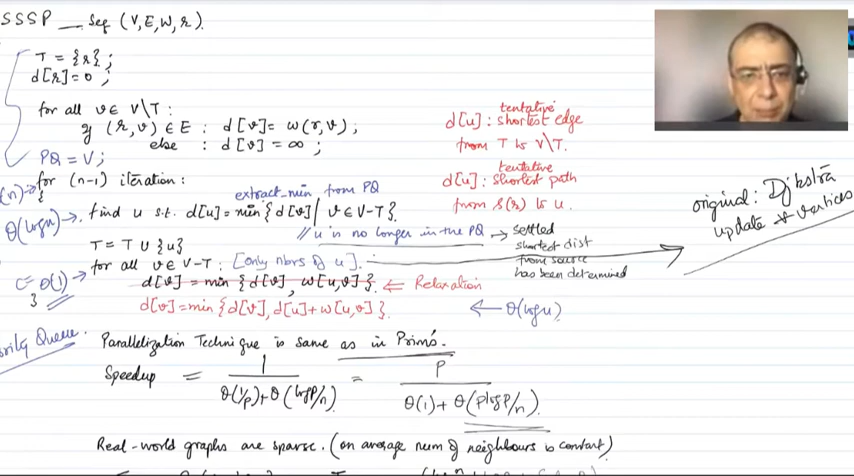 SSSP _ Seq (V,E,W,r).
T = {r} ;
d[r]=0 ;
for all v ∈ V\T :
if (r,v) ∈ E : d[v] = w(r,v) ;
else : d[v] = ∞ ;
PQ = V ;
for (n-1) iteration :
{
(n)→
extract_min from PQ
θ(logn)→ find u s.t. d[u] = min { d[v] | v ∈ V-T }.
// u is no longer in the PQ → settled
shortest dist
from source
has been determined
T = T ∪ {u}
for all v ∈ V-T : [only nbrs of u].
C = θ(1) →
d[v] = min { d[v], w[u,v] }. ⇐ Relaxation
}
d[v] = min { d[v], d[u]+w[u,v] }. ⇐ θ(logn)
tentative
d[u] : shortest edge
from T to V\T.
tentative
d[u] : shortest path
from s(r) to u.
original: Djikstra
update vertices
ority Queue.
Parallelization Technique is same as in Prim's.
Speedup = 1 / θ(1/p)+θ(logp/n) = p / θ(1) + θ(plogp/n)
Real-world graphs are sparse. (on average num of neighbours is constant)